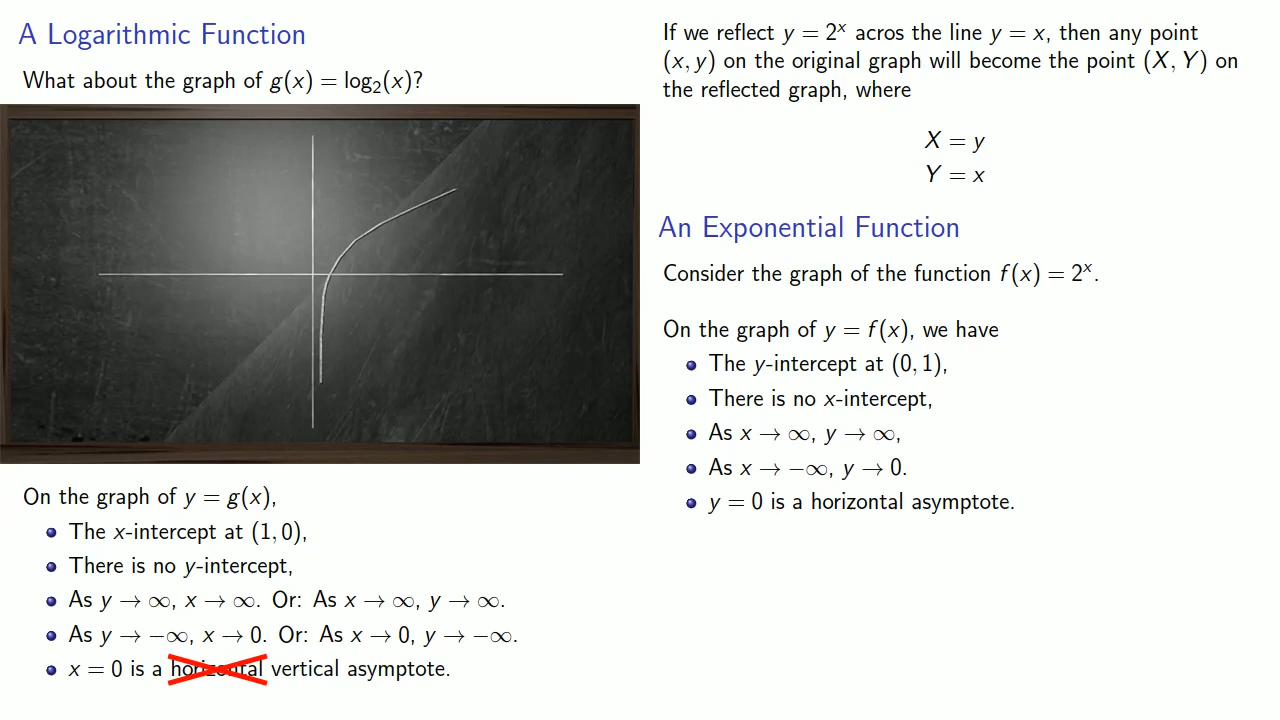 A Logarithmic Function
What about the graph of g(x) = log₂(x)?
On the graph of y = g(x),
The x-intercept at (1, 0),
There is no y-intercept,
As y → ∞, x → ∞. Or: As x → ∞, y → ∞.
As y → −∞, x → 0. Or: As x → 0, y → −∞.
x = 0 is a horizontal vertical asymptote.
If we reflect y = 2ˣ acros the line y = x, then any point
(x, y) on the original graph will become the point (X, Y) on
the reflected graph, where
X = y
Y = x
An Exponential Function
Consider the graph of the function f(x) = 2ˣ.
On the graph of y = f(x), we have
The y-intercept at (0, 1),
There is no x-intercept,
As x → ∞, y → ∞,
As x → −∞, y → 0.
y = 0 is a horizontal asymptote.